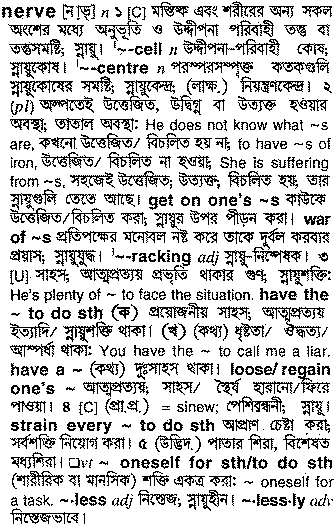 nerve [নাভ্] n ১ [C] মস্তিষ্ক এবং শরীরের অন্য সকল
অংশের মধ্যে অনুভূতি ও উদ্দীপনা পরিবাহী তন্তু বা
তন্তুসমষ্টি; স্নায়ু। '~-cell n উদ্দীপনা-পরিবাহী কোষ;
স্নায়ুকোষ। '~-centre n পরস্পরসম্পৃক্ত কতকগুলি
স্নায়ুকোষের সমষ্টি; স্নায়ুকেন্দ্র; (লাক্ষ.) নিয়ন্ত্রণকেন্দ্র। ২
(pl) অল্পতেই উত্তেজিত, উদ্বিগ্ন বা উত্যক্ত হওয়ার
অবস্থা; তাতাল অবস্থা: He does not know what ~s
are, কখনো উত্তেজিত/ বিচলিত হয় না; to have ~s of
iron, উত্তেজিত/ বিচলিত না হওয়া; She is suffering
from ~s, সহজেই উত্তেজিত; উত্যক্ত; বিচলিত হয়, তার
স্নায়ুগুলি তেতে আছে। get on one's ~s কাউকে
উত্তেজিত/বিচলিত করা; স্নায়ুর উপর পীড়ন করা। war
of ~s প্রতিপক্ষের মনোবল নষ্ট করে তাকে দুর্বল করবার
প্রয়াস; স্নায়ুযুদ্ধ। '~-racking adj স্নায়ু-নিষ্পেষক। ৩
[U] সাহস, আত্মপ্রত্যয় প্রভৃতি থাকার গুণ; স্নায়ুশক্তি:
He's plenty of ~ to face the situation. have the
~ to do sth (ক) প্রয়োজনীয় সাহস; আত্মপ্রত্যয়
ইত্যাদি/ স্নায়ুশক্তি থাকা। (খ) (কথ্য) ধৃষ্টতা/ ঔদ্ধত্য/
আস্পর্ধা থাকা: You have the ~ to call me a liar.
have a ~ (কথ্য) দুঃসাহস থাকা। loose/ regain
one's ~ আত্মপ্রত্যয়; সাহস/ স্থৈর্য হারানো/ফিরে
পাওয়া। ৪ [C] (প্রা.প্র.) = sinew; পেশিবন্ধনী; স্নায়ু।
strain every ~ to do sth আপ্রাণ চেষ্টা করা;
সর্বশক্তি নিয়োগ করা। ৫ (উদ্ভিদ.) পাতার শিরা, বিশেষত
মধ্যশিরা। □vt ~ oneself for sth/to do sth
(শারীরিক বা মানসিক) শক্তি একত্র করা: ~ oneself for
a task. ~·less adj নিস্তেজ; স্নায়ুহীন। ~·less·ly adv
নিস্তেজভাবে।